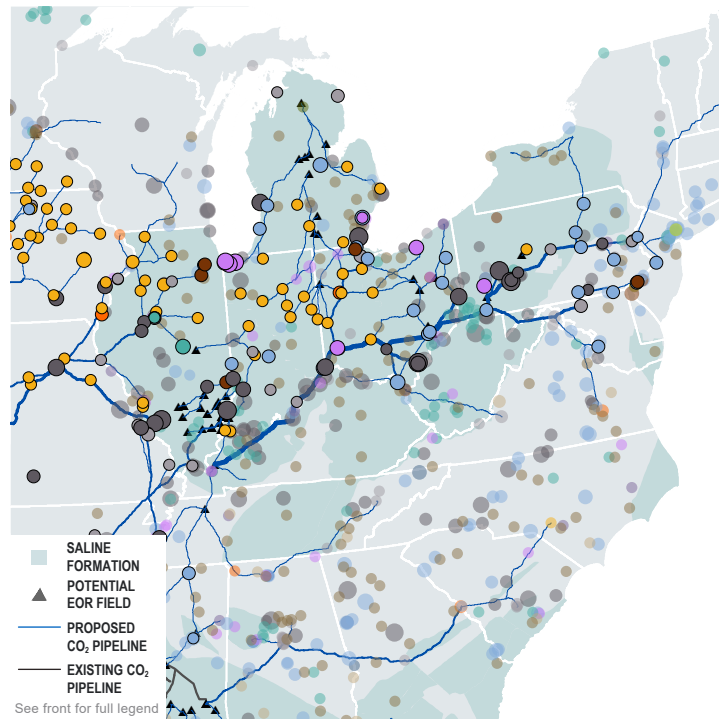 SALINE
FORMATION
POTENTIAL
EOR FIELD
PROPOSED
CO₂ PIPELINE
EXISTING CO₂
PIPELINE
See front for full legend